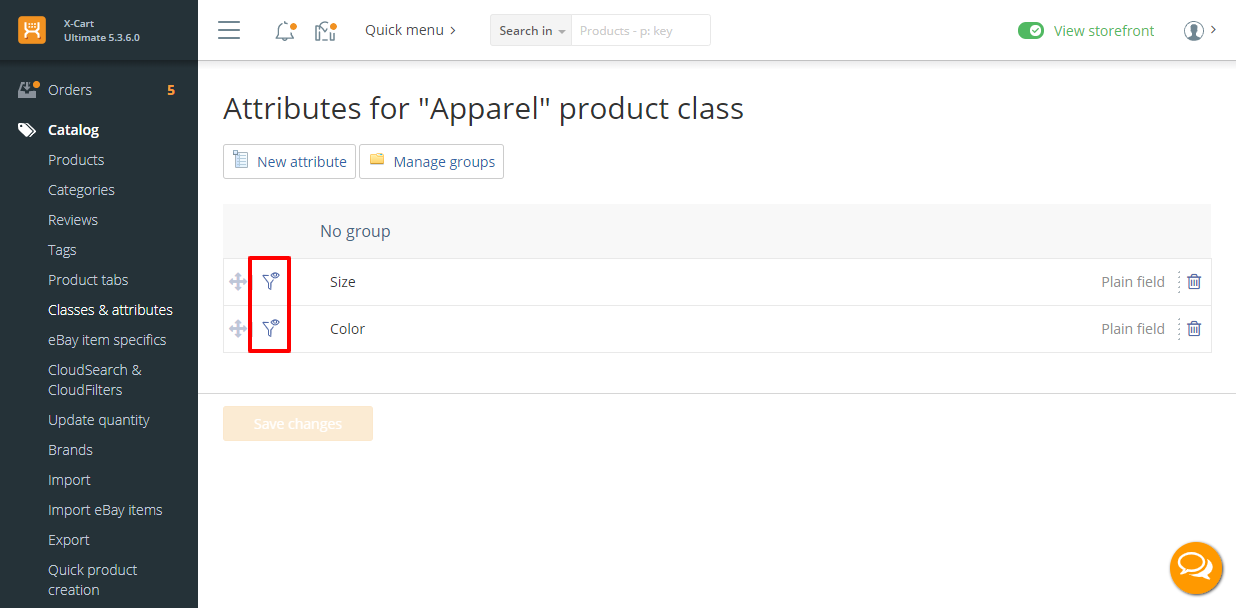 X-Cart
Ultimate 5.3.6.0
Quick menu
Search in
Products - p: key
View storefront
Orders 5
Catalog
Products
Categories
Reviews
Tags
Product tabs
Classes & attributes
eBay item specifics
CloudSearch &
CloudFilters
Update quantity
Brands
Import
Import eBay items
Export
Quick product
creation
Attributes for "Apparel" product class
New attribute
Manage groups
No group
Size
Plain field
Color
Plain field
Save changes